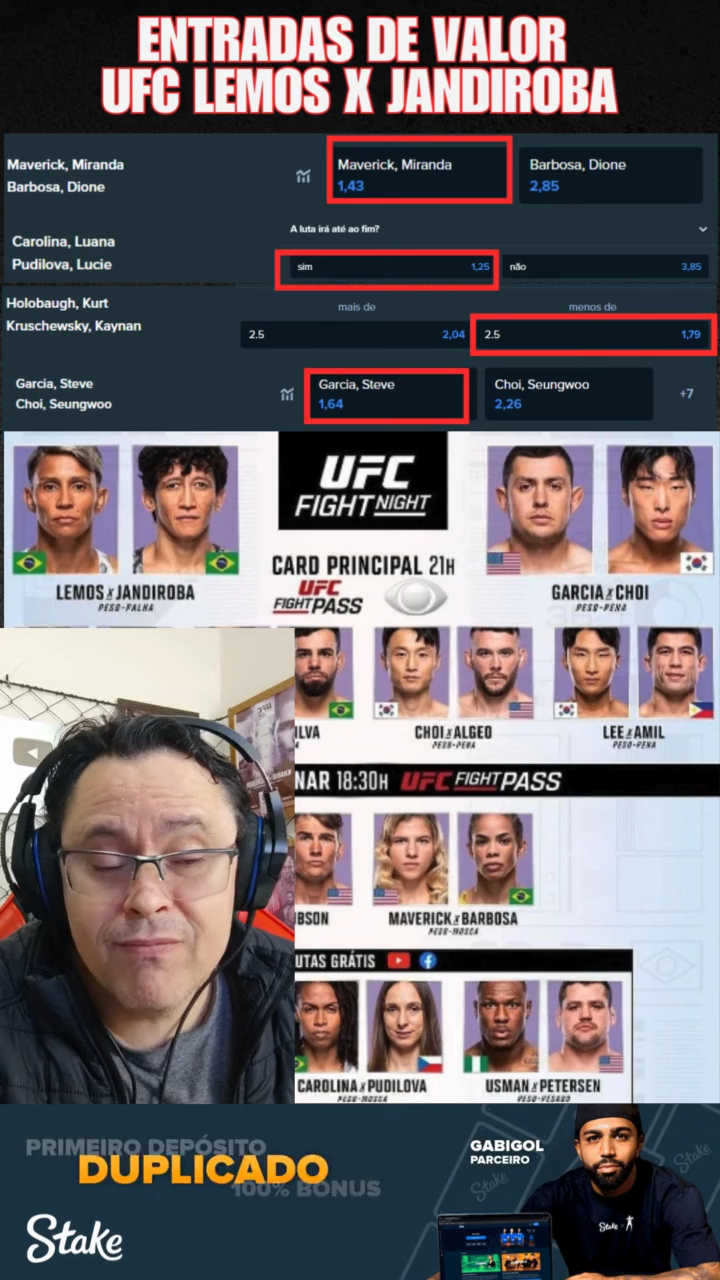 ENTRADAS DE VALOR
UFC LEMOS X JANDIROBA
Maverick, Miranda
Barbosa, Dione
Maverick, Miranda
1,43
Barbosa, Dione
2,85
A luta irá até ao fim?
Carolina, Luana
Pudilova, Lucie
sim 1,25
não 3,85
Holobaugh, Kurt
Kruschewsky, Kaynan
mais de
menos de
2.5 2,04
2.5 1,79
Garcia, Steve
Choi, Seungwoo
Garcia, Steve
1,64
Choi, Seungwoo
2,26
+7
UFC
FIGHT NIGHT
CARD PRINCIPAL 21H
UFC
FIGHT PASS
LEMOS X JANDIROBA
PESO-PALHA
GARCIA X CHOI
PESO-PENA
ILVA
CHOI X ALGEO
PESO-PENA
LEE X AMIL
PESO-PENA
NAR 18:30H UFC FIGHT PASS
BSON
MAVERICK X BARBOSA
PESO-MOSCA
UTAS GRÁTIS
CAROLINA X PUDILOVA
PESO-MOSCA
USMAN X PETERSEN
PESO-PESADO
PRIMEIRO DEPÓSITO
DUPLICADO
100% BONUS
Stake
GABIGOL
PARCEIRO
Stake
Stake
Stake